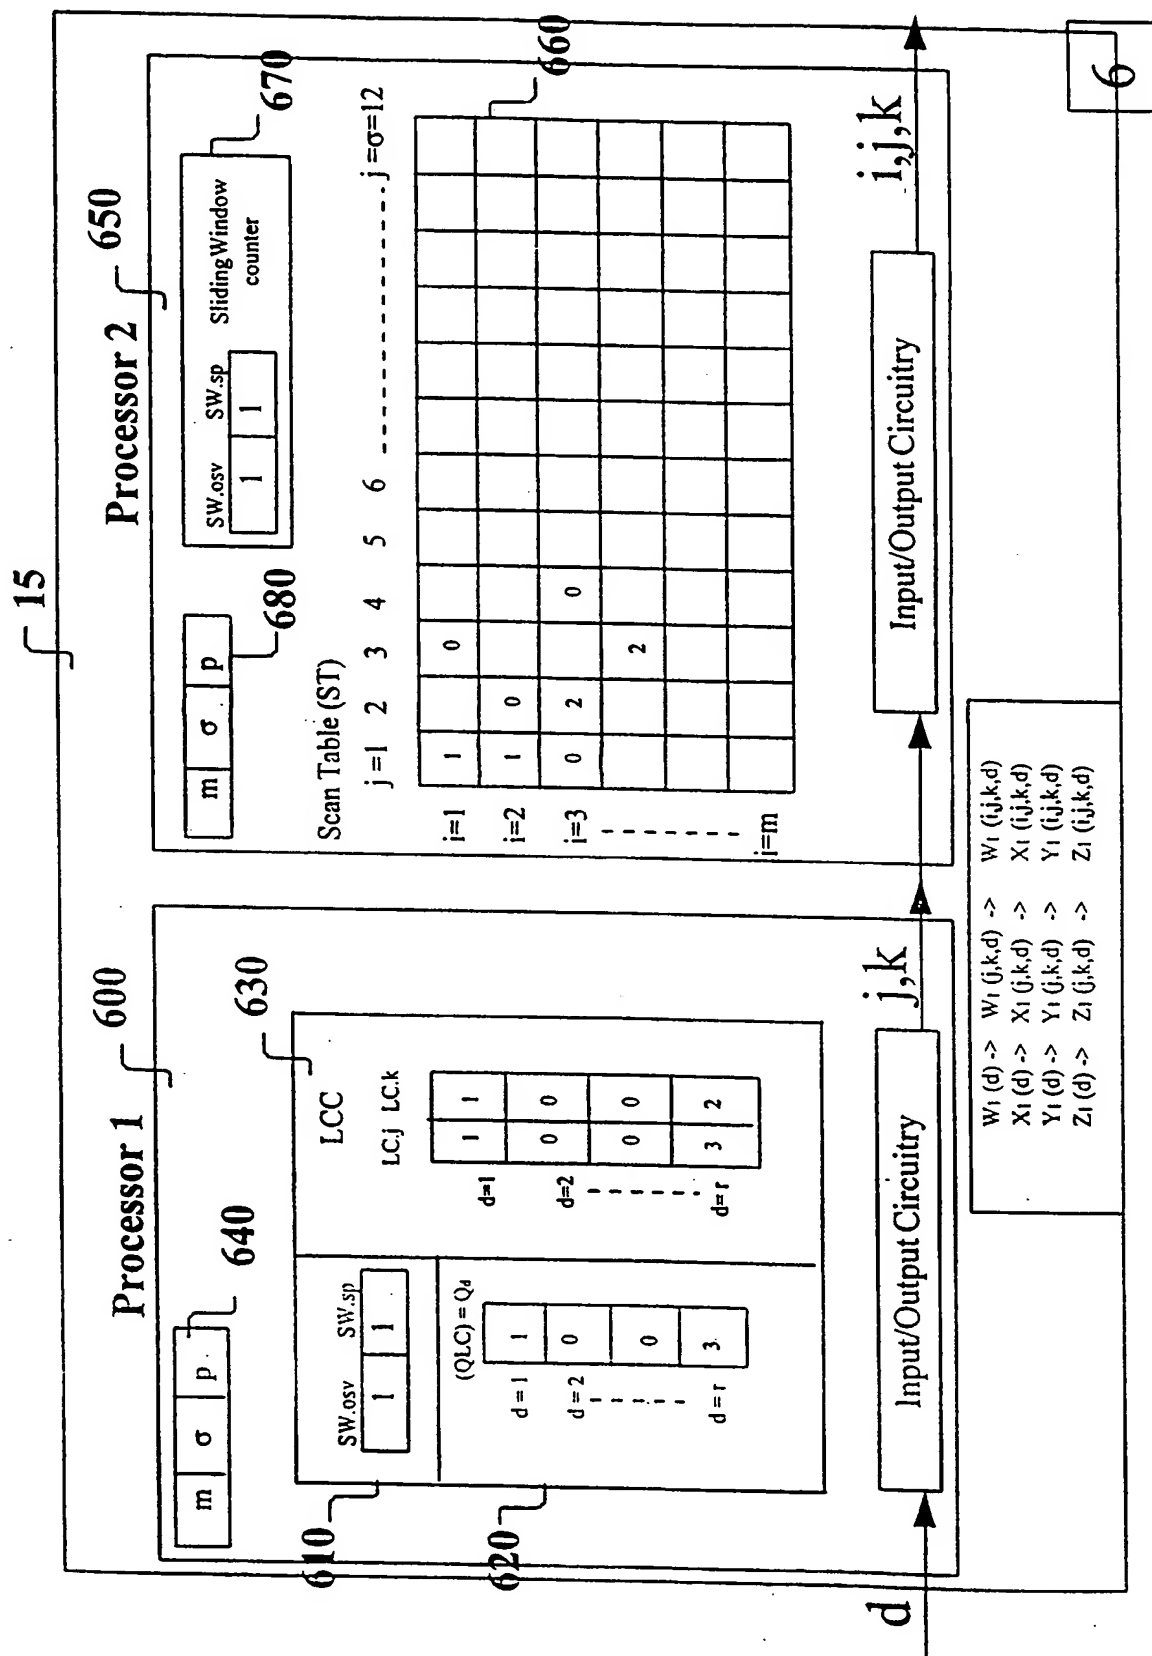 15
Processor 1
600
640
m σ p
610
SW.osv SW.sp
1 1
620
(QLC) = Qd
d = 1 1
d = 2 0
0
d = r 3
630
LCC
LC.j LC.k
d=1 1 1
d=2 0 0
0 0
d= r 3 2
Input/Output Circuitry
d
j,k
Processor 2
650
680
m σ p
670
SW.osv SW.sp
1 1
Sliding Window
counter
Scan Table (ST)
660
j =1 2 3 4 5 6 j =σ=12
i=1 1 0
i=2 1 0
i=3 0 2 0
2
i=m
Input/Output Circuitry
i,j,k
W1 (d) -> W1 (j,k,d) -> W1 (i,j,k,d)
X1 (d) -> X1 (j,k,d) -> X1 (i,j,k,d)
Y1 (d) -> Y1 (j,k,d) -> Y1 (i,j,k,d)
Z1 (d) -> Z1 (j,k,d) -> Z1 (i,j,k,d)
6